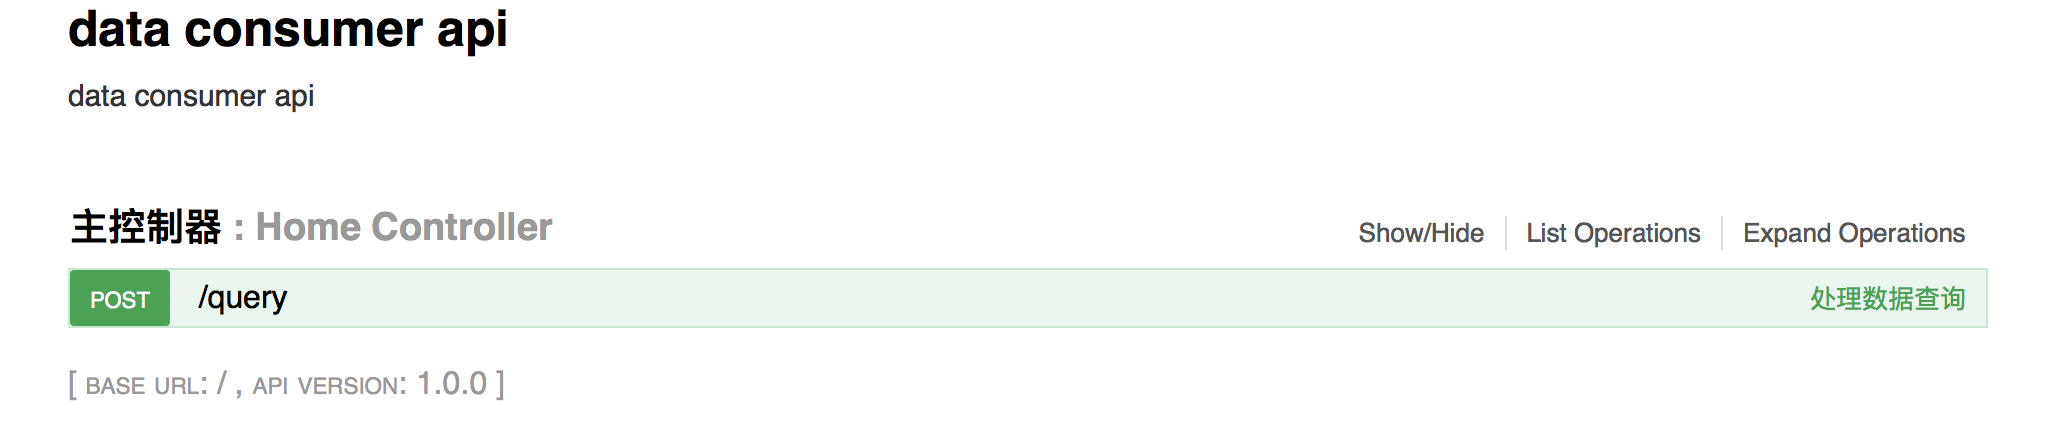 data consumer api
data consumer api
主控制器 : Home Controller
Show/Hide
List Operations
Expand Operations
POST /query 处理数据查询
[ BASE URL: / , API VERSION: 1.0.0 ]